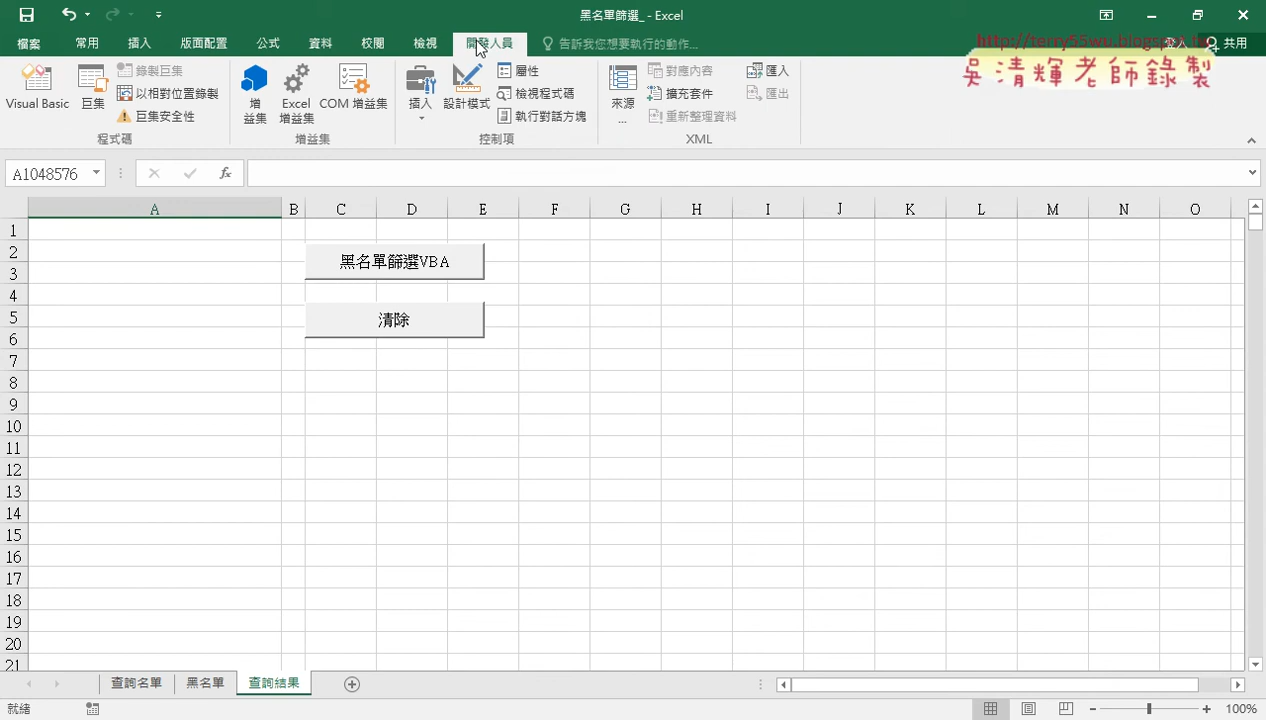 黑名單篩選_ - Excel
檔案 常用 插入 版面配置 公式 資料 校閱 檢視 開發人員 告訴我您想要執行的動作... 登入 共用
http://terry55wu.blogspot.tw
吳清輝老師錄製
Visual Basic 巨集 錄製巨集 以相對位置錄製 巨集安全性
增益集 Excel 增益集 COM 增益集
插入 設計模式 屬性 檢視程式碼 執行對話方塊
來源... 對應內容 擴充套件 重新整理資料 匯入 匯出
程式碼 增益集 控制項 XML
A1048576 fx
A B C D E F G H I J K L M N O
1
2
黑名單篩選VBA
3
4
5
清除
6
7
8
9
10
11
12
13
14
15
16
17
18
19
20
21
查詢名單 黑名單 查詢結果
就緒 100%